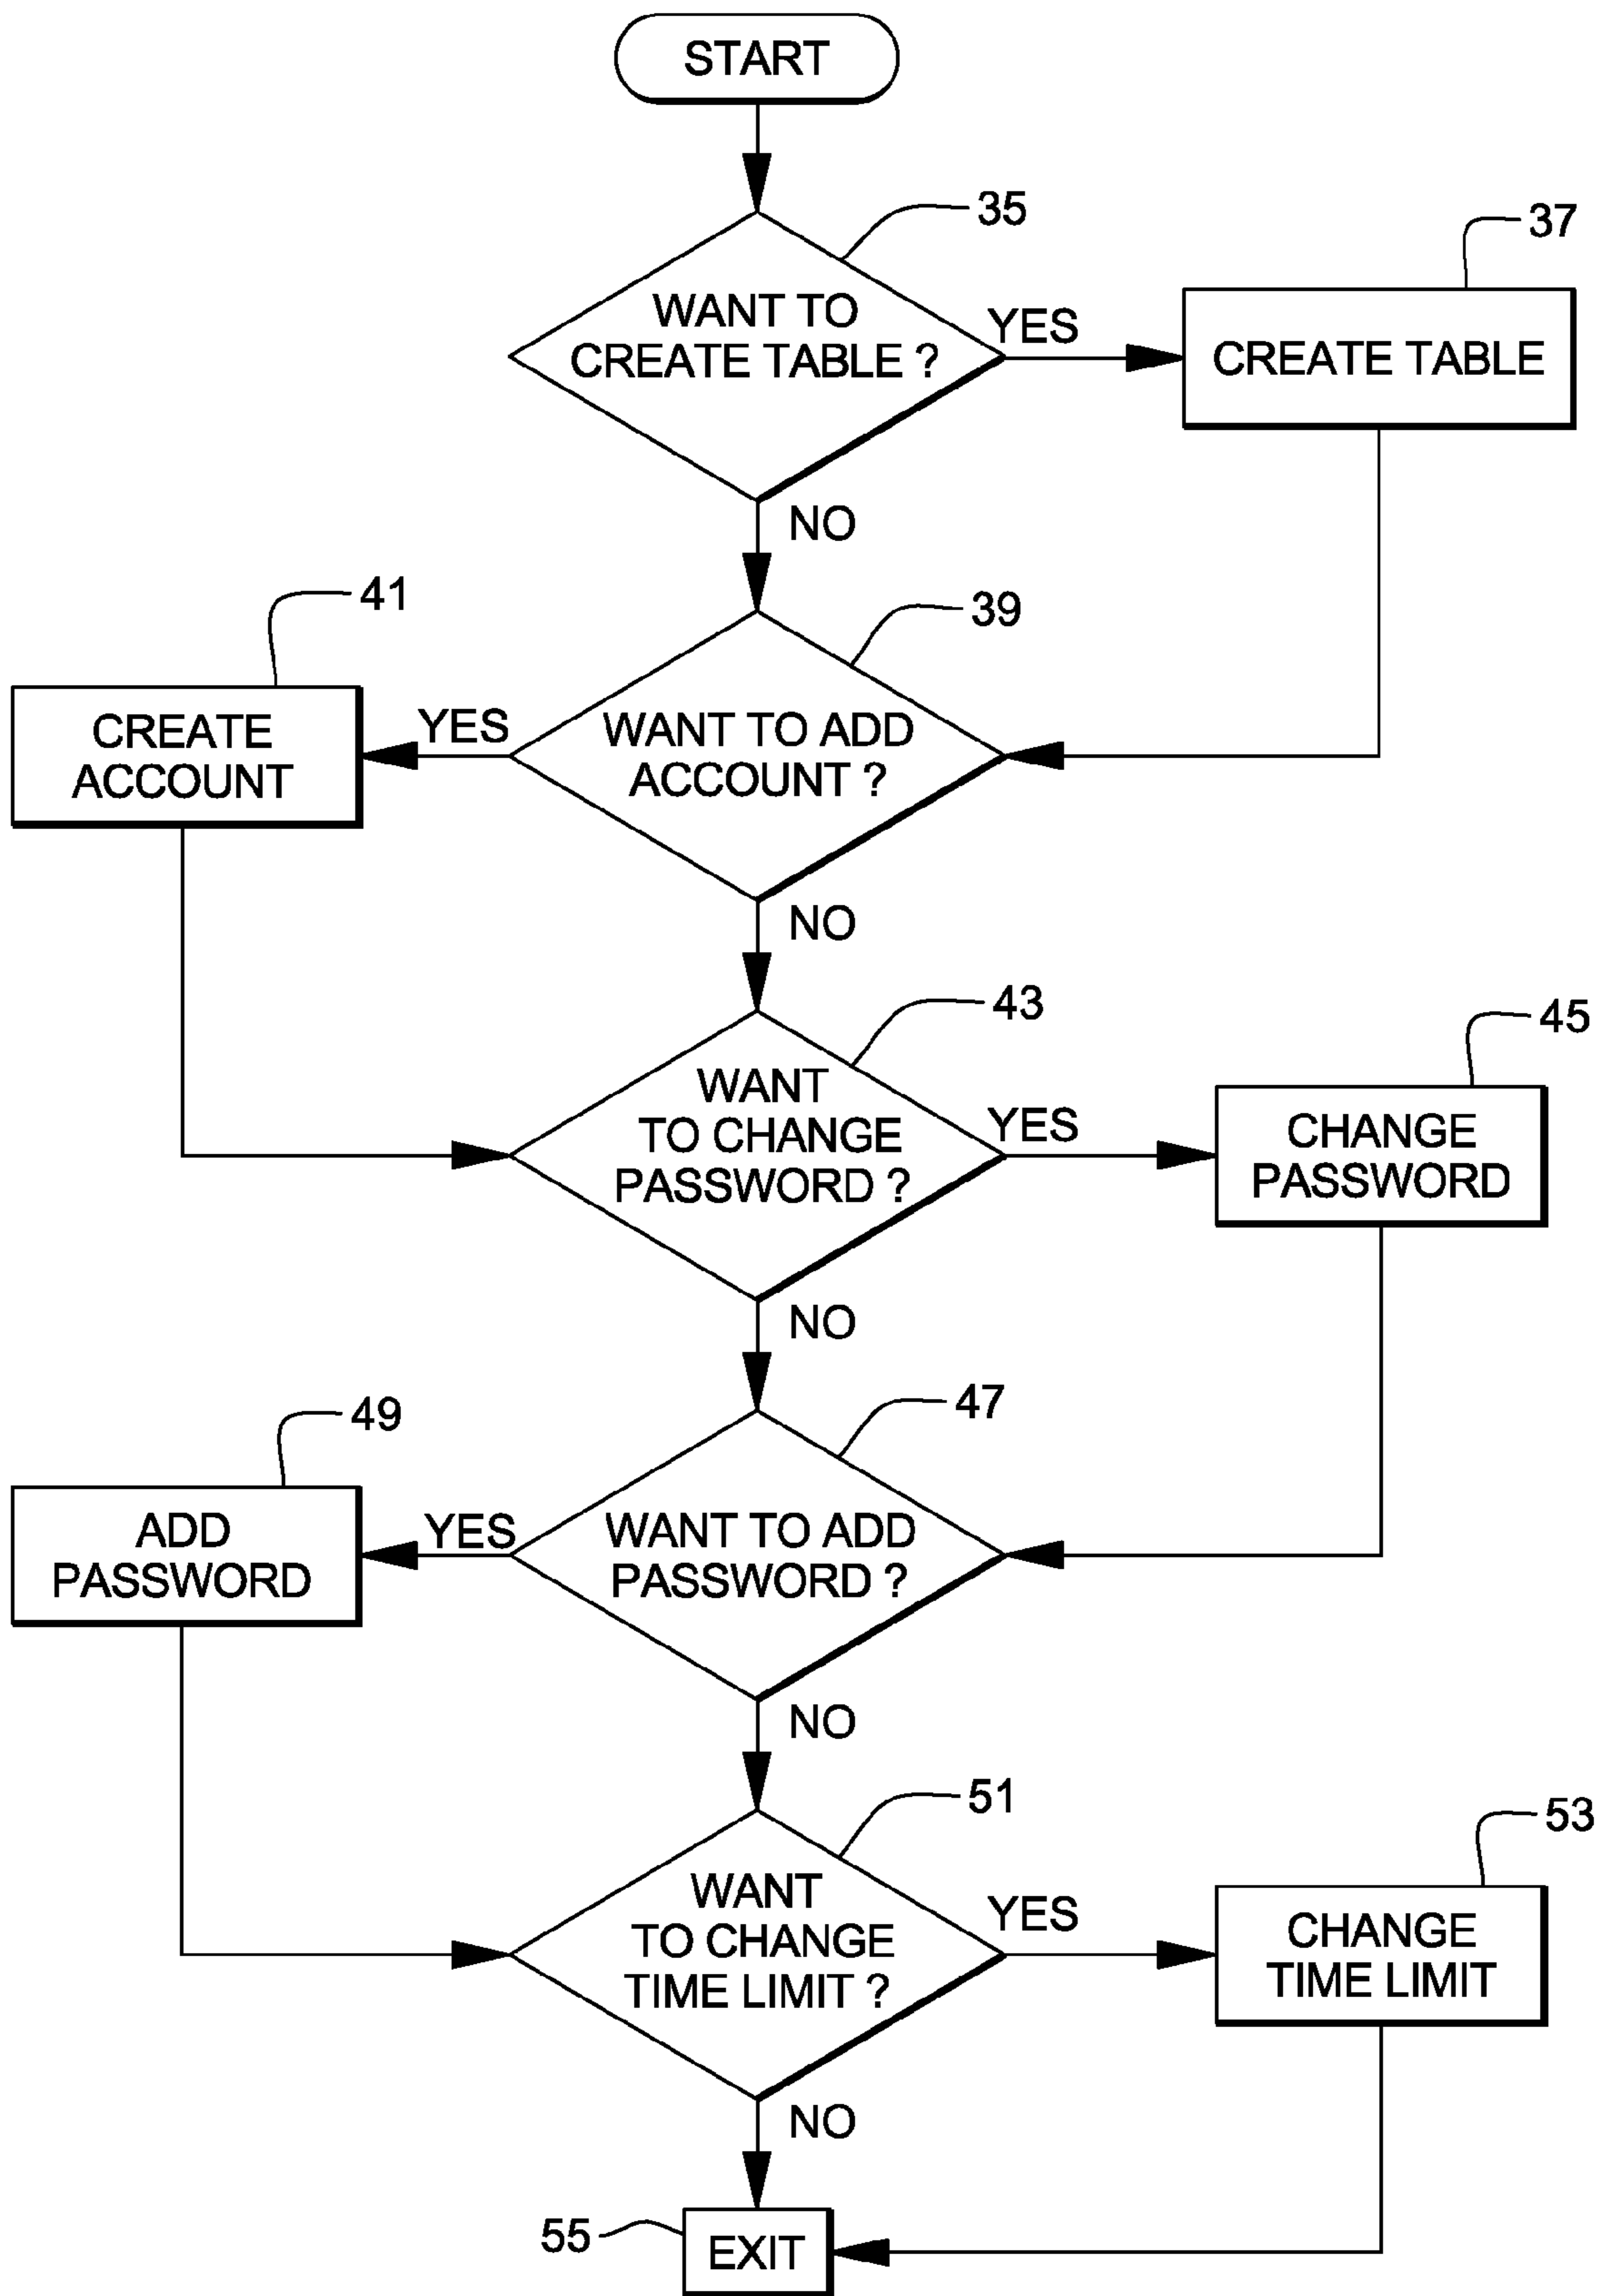 START
35
37
WANT TO
CREATE TABLE ?
YES
CREATE TABLE
NO
41
39
CREATE
ACCOUNT
YES
WANT TO ADD
ACCOUNT ?
NO
43
45
WANT
TO CHANGE
PASSWORD ?
YES
CHANGE
PASSWORD
NO
49
47
ADD
PASSWORD
YES
WANT TO ADD
PASSWORD ?
NO
51
53
WANT
TO CHANGE
TIME LIMIT ?
YES
CHANGE
TIME LIMIT
NO
55
EXIT